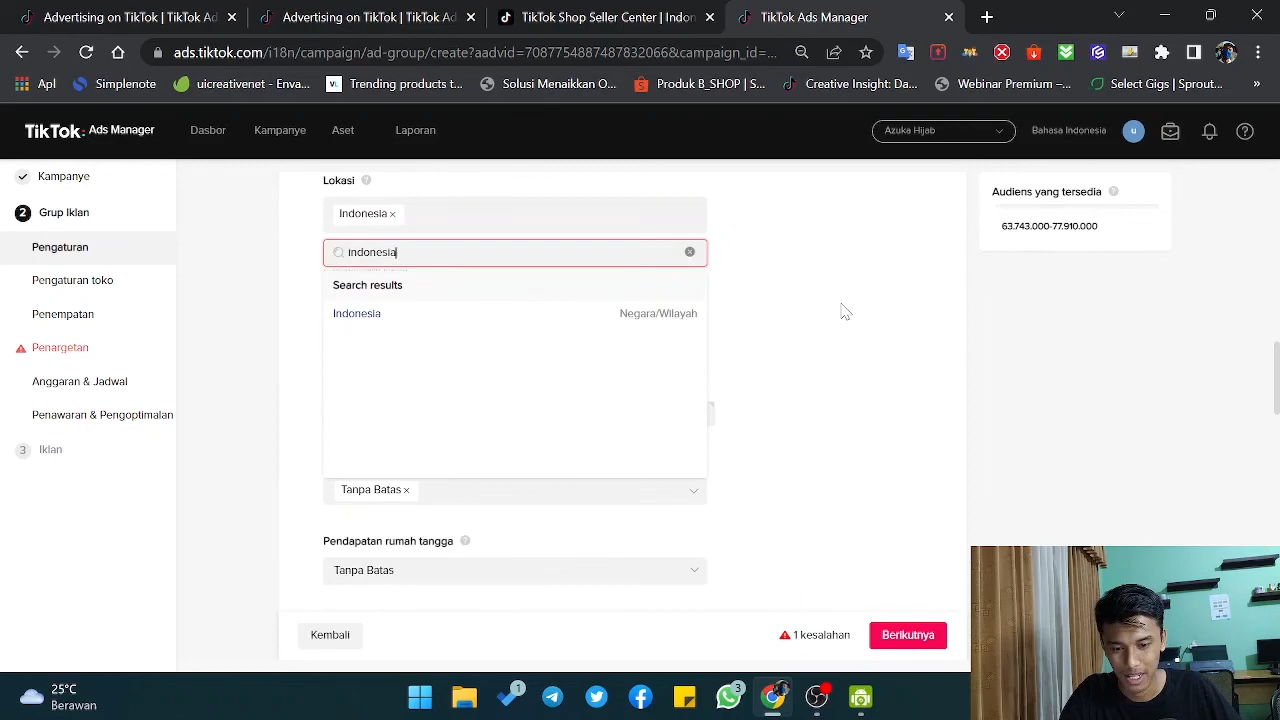 Advertising on TikTok | TikTok Ad
Advertising on TikTok | TikTok Ad
TikTok Shop Seller Center | Indon
TikTok Ads Manager
ads.tiktok.com/i18n/campaign/ad-group/create?aadvid=7087754887487832066&campaign_id=...
Apl
Simplenote
uicreativenet - Enva...
Trending products t...
Solusi Menaikkan O...
Produk B_SHOP | S...
Creative Insight: Da...
Webinar Premium –...
Select Gigs | Sprout...
TikTok: Ads Manager
Dasbor
Kampanye
Aset
Laporan
Azuka Hijab
Bahasa Indonesia
u
Kampanye
2 Grup Iklan
Pengaturan
Pengaturan toko
Penempatan
Penargetan
Anggaran & Jadwal
Penawaran & Pengoptimalan
3 Iklan
Lokasi
Indonesia ×
indonesia
Search results
Indonesia Negara/Wilayah
Tanpa Batas ×
Pendapatan rumah tangga
Tanpa Batas
Kembali
1 kesalahan
Berikutnya
Audiens yang tersedia
63.743.000-77.910.000
25°C
Berawan
1
3